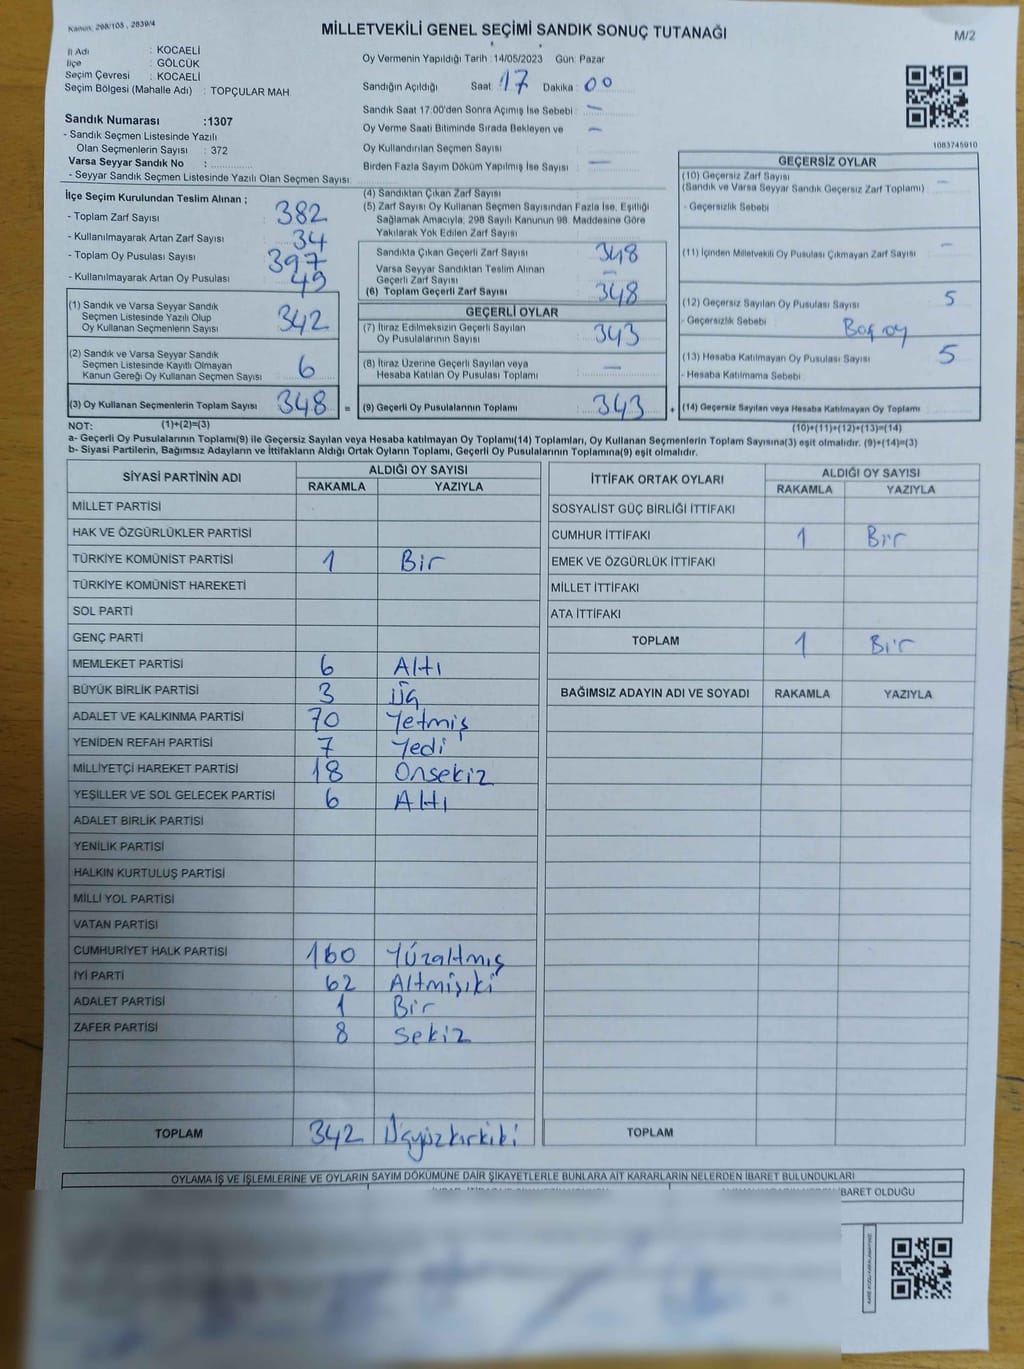 Kanun: 298/105 , 2839/4
MİLLETVEKİLİ GENEL SEÇİMİ SANDIK SONUÇ TUTANAĞI
M/2
İl Adı : KOCAELİ
İlçe : GÖLCÜK
Seçim Çevresi : KOCAELİ
Seçim Bölgesi (Mahalle Adı) : TOPÇULAR MAH.
Oy Vermenin Yapıldığı Tarih : 14/05/2023 Gün: Pazar
Sandığın Açıldığı Saat: 17 Dakika : 00
Sandık Saat 17:00'den Sonra Açımış İse Sebebi : —
Oy Verme Saati Bitiminde Sırada Bekleyen ve : —
Oy Kullandırılan Seçmen Sayısı
Birden Fazla Sayım Döküm Yapılmış İse Sayısı : —
1083745910
Sandık Numarası :1307
- Sandık Seçmen Listesinde Yazılı
Olan Seçmenlerin Sayısı : 372
Varsa Seyyar Sandık No :
- Seyyar Sandık Seçmen Listesinde Yazılı Olan Seçmen Sayısı:
İlçe Seçim Kurulundan Teslim Alınan ;
- Toplam Zarf Sayısı : 382
- Kullanılmayarak Artan Zarf Sayısı : 34
- Toplam Oy Pusulası Sayısı : 397
- Kullanılmayarak Artan Oy Pusulası : 49
(1) Sandık ve Varsa Seyyar Sandık
Seçmen Listesinde Yazılı Olup
Oy Kullanan Seçmenlerin Sayısı : 342
(2) Sandık ve Varsa Seyyar Sandık
Seçmen Listesinde Kayıtlı Olmayan
Kanun Gereği Oy Kullanan Seçmen Sayısı : 6
(3) Oy Kullanan Seçmenlerin Toplam Sayısı : 348 =
(4) Sandıktan Çıkan Zarf Sayısı
(5) Zarf Sayısı Oy Kullanan Seçmen Sayısından Fazla İse, Eşitliği
Sağlamak Amacıyla, 298 Sayılı Kanunun 98. Maddesine Göre
Yakılarak Yok Edilen Zarf Sayısı
Sandıkta Çıkan Geçerli Zarf Sayısı : 348
Varsa Seyyar Sandıktan Teslim Alınan
Geçerli Zarf Sayısı : —
(6) Toplam Geçerli Zarf Sayısı : 348
GEÇERLİ OYLAR
(7) İtiraz Edilmeksizin Geçerli Sayılan
Oy Pusulalarının Sayısı : 343
(8) İtiraz Üzerine Geçerli Sayılan veya
Hesaba Katılan Oy Pusulası Toplamı : —
(9) Geçerli Oy Pusulalarının Toplamı : 343 +
GEÇERSİZ OYLAR
(10) Geçersiz Zarf Sayısı : —
(Sandık ve Varsa Seyyar Sandık Geçersiz Zarf Toplamı)
- Geçersizlik Sebebi :
(11) İçinden Milletvekili Oy Pusulası Çıkmayan Zarf Sayısı : —
(12) Geçersiz Sayılan Oy Pusulası Sayısı : 5
- Geçersizlik Sebebi : Boş oy
(13) Hesaba Katılmayan Oy Pusulası Sayısı : 5
- Hesaba Katılmama Sebebi :
(14) Geçersiz Sayılan veya Hesaba Katılmayan Oy Toplamı :
NOT: (1)+(2)=(3) (10)+(11)+(12)+(13)=(14)
a- Geçerli Oy Pusulalarının Toplamı(9) ile Geçersiz Sayılan veya Hesaba katılmayan Oy Toplamı(14) Toplamları, Oy Kullanan Seçmenlerin Toplam Sayısına(3) eşit olmalıdır. (9)+(14)=(3)
b- Siyasi Partilerin, Bağımsız Adayların ve İttifakların Aldığı Ortak Oyların Toplamı, Geçerli Oy Pusulalarının Toplamına(9) eşit olmalıdır.
SİYASİ PARTİNİN ADI ALDIĞI OY SAYISI
RAKAMLA YAZIYLA
MİLLET PARTİSİ
HAK VE ÖZGÜRLÜKLER PARTİSİ
TÜRKİYE KOMÜNİST PARTİSİ 1 Bir
TÜRKİYE KOMÜNİST HAREKETİ
SOL PARTİ
GENÇ PARTİ
MEMLEKET PARTİSİ 6 Altı
BÜYÜK BİRLİK PARTİSİ 3 Üç
ADALET VE KALKINMA PARTİSİ 70 Yetmiş
YENİDEN REFAH PARTİSİ 7 Yedi
MİLLİYETÇİ HAREKET PARTİSİ 18 Onsekiz
YEŞİLLER VE SOL GELECEK PARTİSİ 6 Altı
ADALET BİRLİK PARTİSİ
YENİLİK PARTİSİ
HALKIN KURTULUŞ PARTİSİ
MİLLİ YOL PARTİSİ
VATAN PARTİSİ
CUMHURİYET HALK PARTİSİ 160 Yüzaltmış
İYİ PARTİ 62 Altmışiki
ADALET PARTİSİ 1 Bir
ZAFER PARTİSİ 8 Sekiz
TOPLAM 342 Üçyüzkırkiki
İTTİFAK ORTAK OYLARI ALDIĞI OY SAYISI
RAKAMLA YAZIYLA
SOSYALİST GÜÇ BİRLİĞİ İTTİFAKI
CUMHUR İTTİFAKI 1 Bir
EMEK VE ÖZGÜRLÜK İTTİFAKI
MİLLET İTTİFAKI
ATA İTTİFAKI
TOPLAM 1 Bir
BAĞIMSIZ ADAYIN ADI VE SOYADI RAKAMLA YAZIYLA
TOPLAM
OYLAMA İŞ VE İŞLEMLERİNE VE OYLARIN SAYIM DÖKÜMÜNE DAİR ŞİKAYETLERLE BUNLARA AİT KARARLARIN NELERDEN İBARET BULUNDUKLARI
BARET OLDUĞU